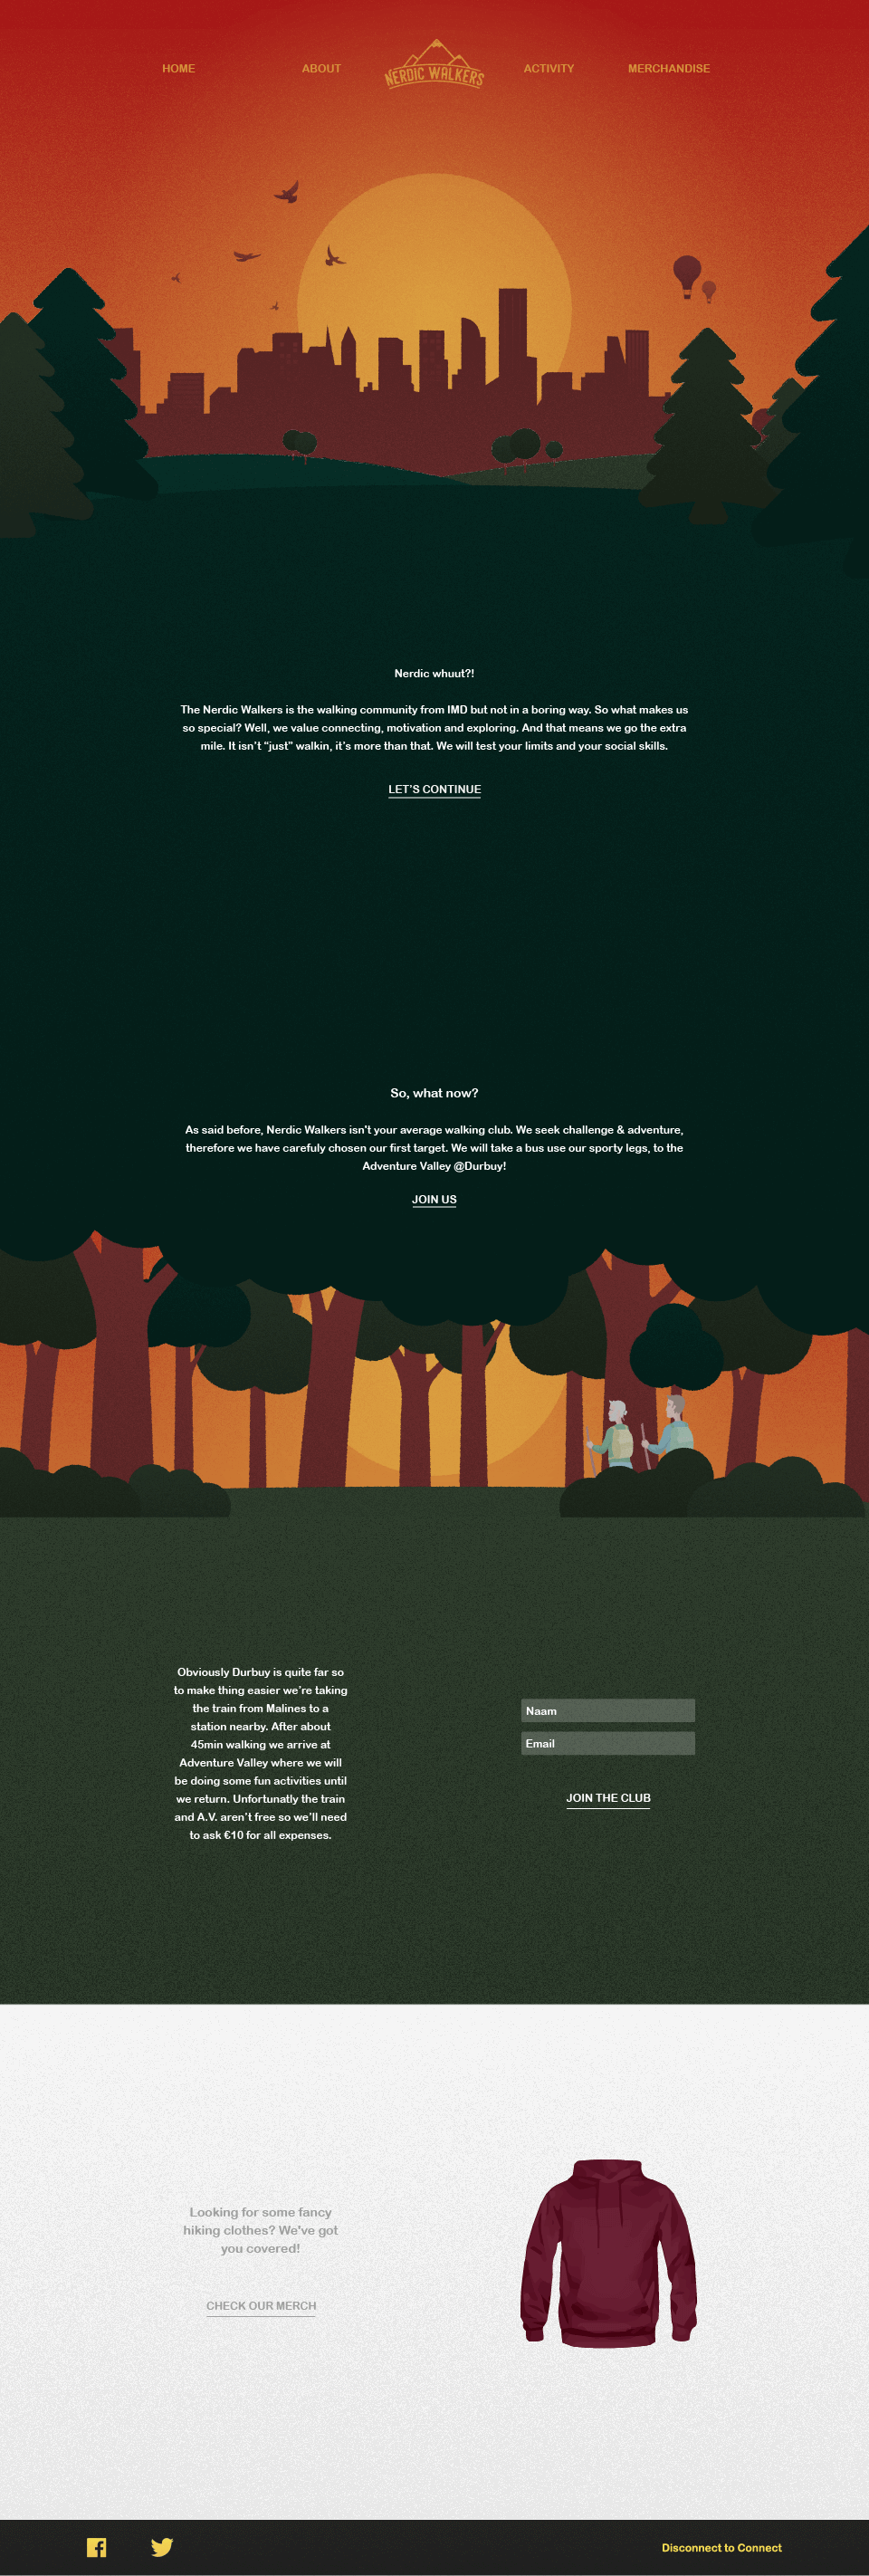 HOME
ABOUT
NERDIC WALKERS
ACTIVITY
MERCHANDISE
Nerdic whuut?!
The Nerdic Walkers is the walking community from IMD but not in a boring way. So what makes us
so special? Well, we value connecting, motivation and exploring. And that means we go the extra
mile. It isn't "just" walkin, it's more than that. We will test your limits and your social skills.
LET'S CONTINUE
So, what now?
As said before, Nerdic Walkers isn't your average walking club. We seek challenge & adventure,
therefore we have carefuly chosen our first target. We will take a bus use our sporty legs, to the
Adventure Valley @Durbuy!
JOIN US
Obviously Durbuy is quite far so
to make thing easier we're taking
the train from Malines to a
station nearby. After about
45min walking we arrive at
Adventure Valley where we will
be doing some fun activities until
we return. Unfortunatly the train
and A.V. aren't free so we'll need
to ask €10 for all expenses.
Naam
Email
JOIN THE CLUB
Looking for some fancy
hiking clothes? We've got
you covered!
CHECK OUR MERCH
Disconnect to Connect